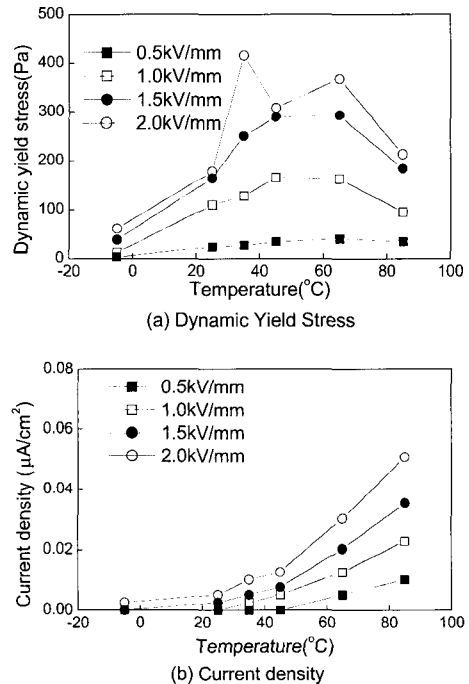 500
400
300
200
100
0
Dynamic yield stress(Pa)
0.5kV/mm
1.0kV/mm
1.5kV/mm
2.0kV/mm
-20 0 20 40 60 80 100
Temperature(°C)
(a) Dynamic Yield Stress
0.08
0.06
0.04
0.02
0.00
Current density (μA/cm²)
0.5kV/mm
1.0kV/mm
1.5kV/mm
2.0kV/mm
-20 0 20 40 60 80 100
Temperature(°C)
(b) Current density